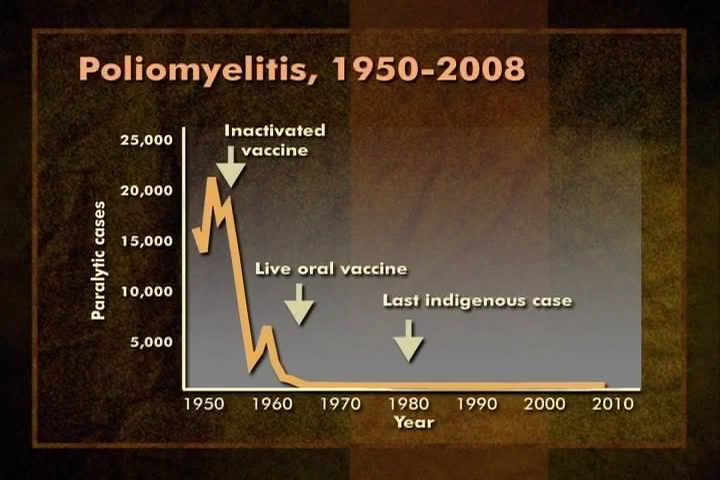 Poliomyelitis, 1950-2008
Inactivated
vaccine
25,000
20,000
15,000
10,000
5,000
Paralytic cases
Live oral vaccine
Last indigenous case
1950 1960 1970 1980 1990 2000 2010
Year